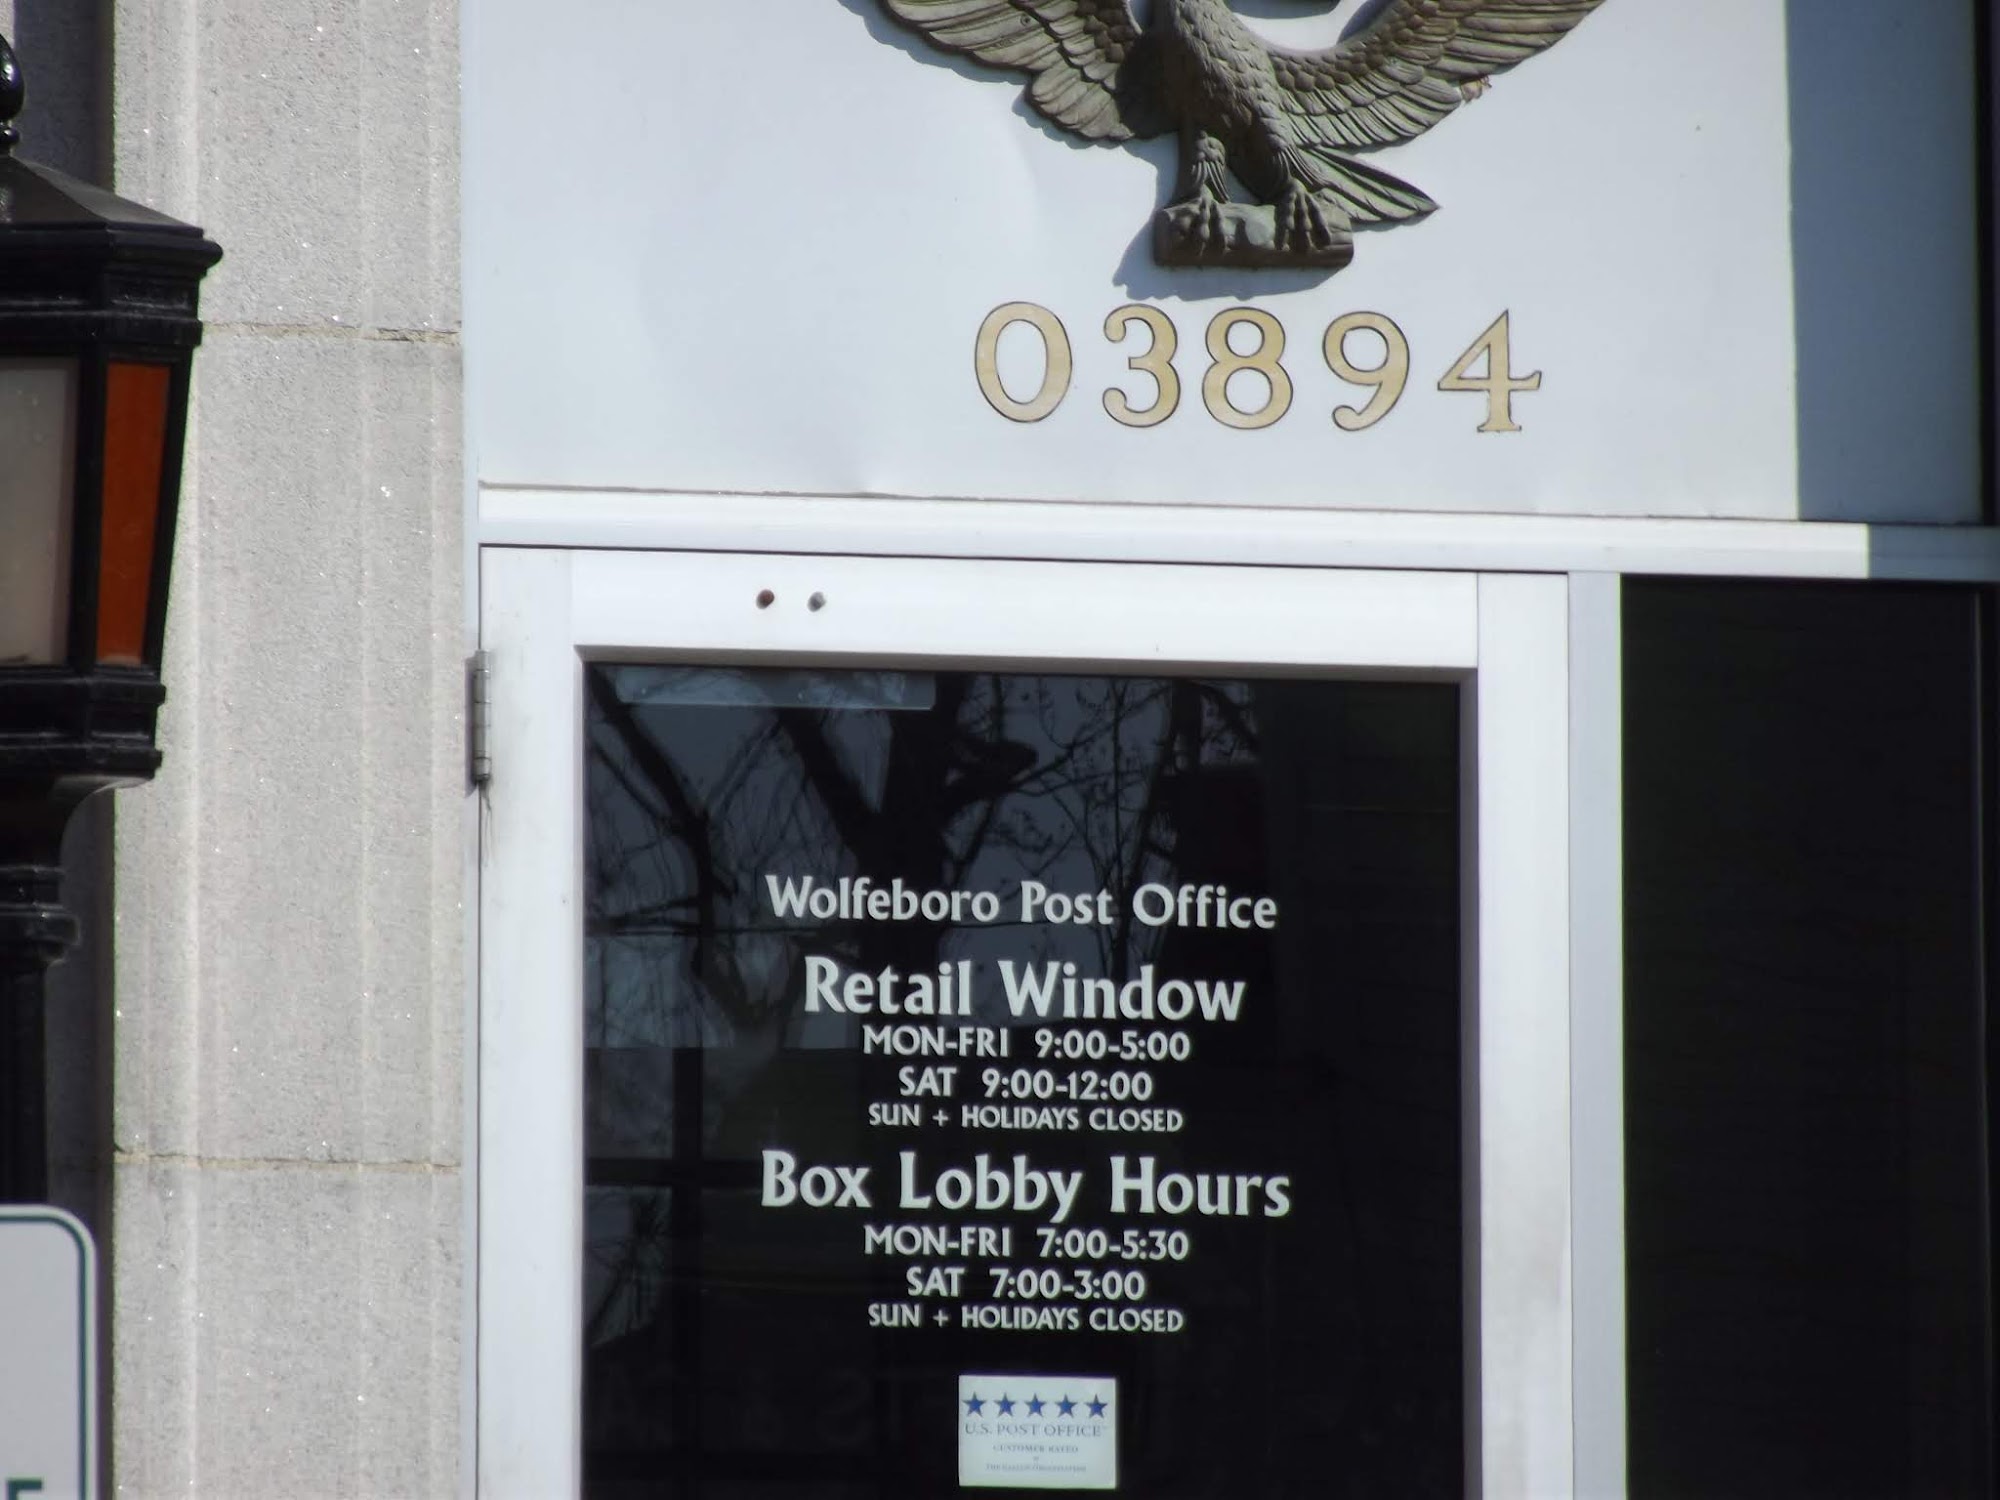 03894
Wolfeboro Post Office
Retail Window
MON-FRI 9:00-5:00
SAT 9:00-12:00
SUN + HOLIDAYS CLOSED
Box Lobby Hours
MON-FRI 7:00-5:30
SAT 7:00-3:00
SUN + HOLIDAYS CLOSED
U.S. POST OFFICE
CUSTOMER RATED